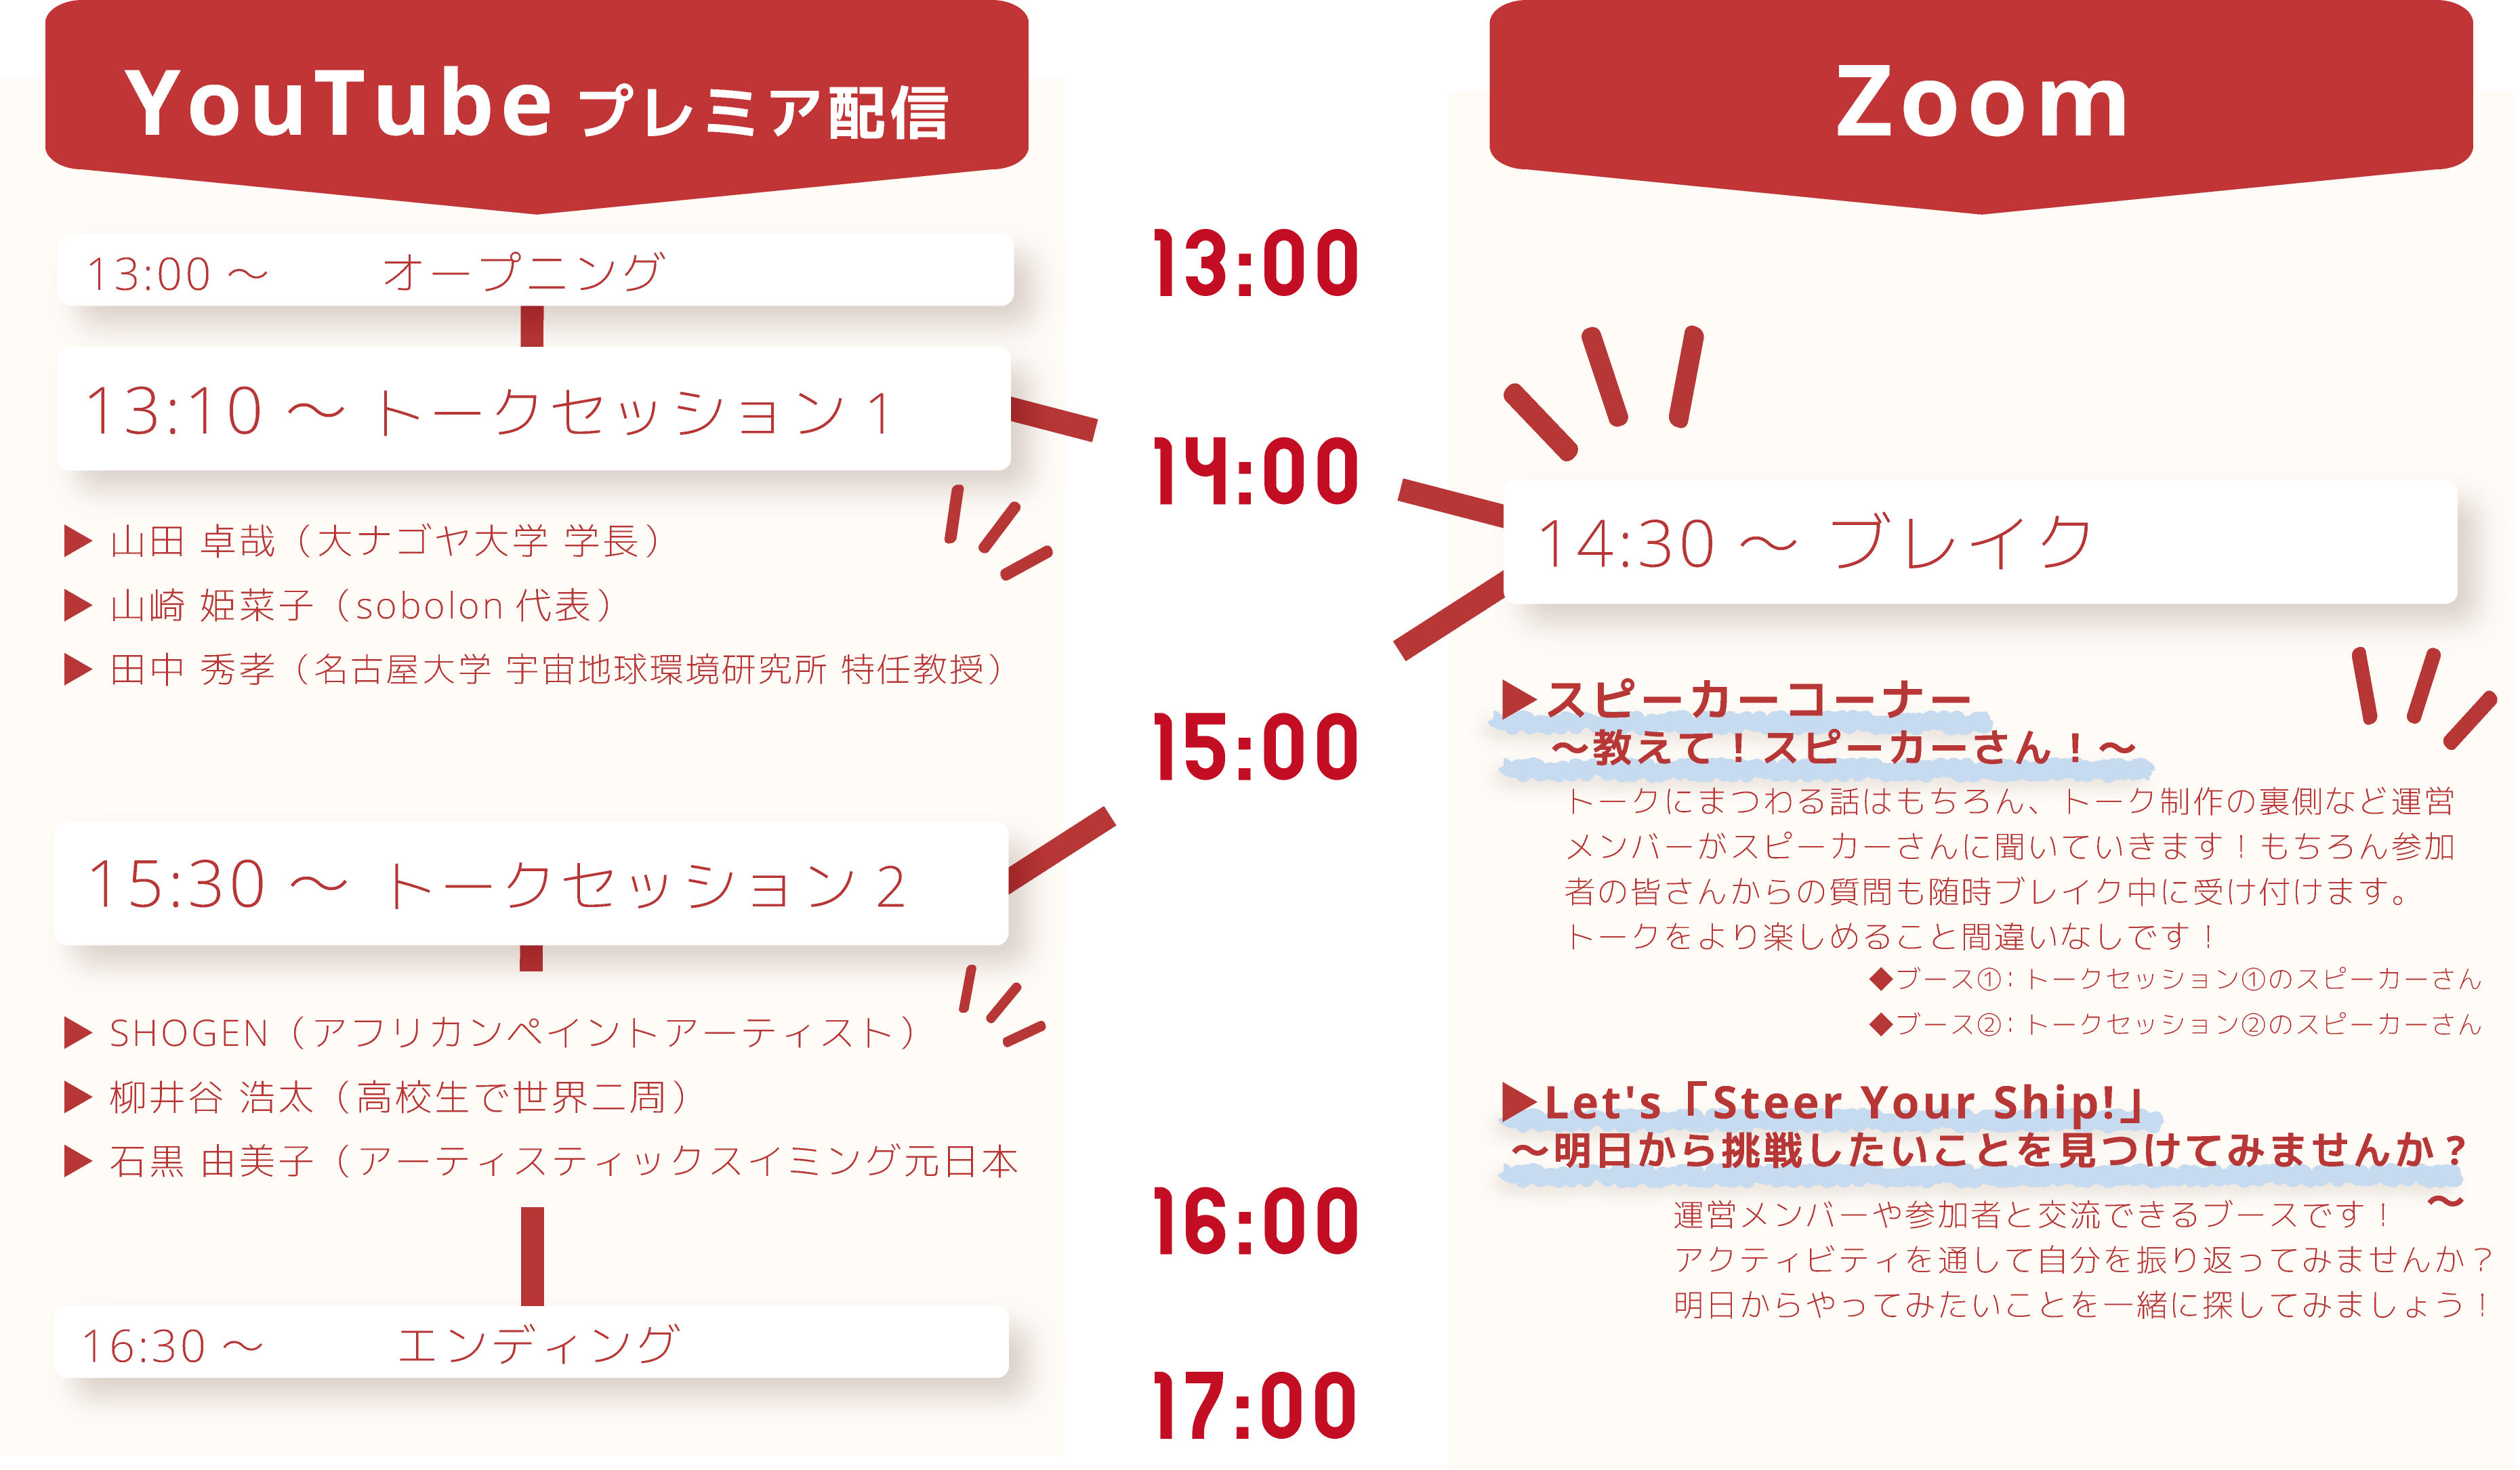 YouTube プレミア配信
13:00 〜 オープニング
13:10 〜 トークセッション 1
▶ 山田 卓哉（大ナゴヤ大学 学長）
▶ 山崎 姫菜子（sobolon 代表）
▶ 田中 秀孝（名古屋大学 宇宙地球環境研究所 特任教授）
15:30 〜 トークセッション 2
▶ SHOGEN（アフリカンペイントアーティスト）
▶ 柳井谷 浩太（高校生で世界二周）
▶ 石黒 由美子（アーティスティックスイミング元日本
16:30 〜 エンディング
13:00
14:00
15:00
16:00
17:00
Zoom
14:30 〜 ブレイク
▶スピーカーコーナー
〜教えて！スピーカーさん！〜
トークにまつわる話はもちろん、トーク制作の裏側など運営
メンバーがスピーカーさんに聞いていきます！もちろん参加
者の皆さんからの質問も随時ブレイク中に受け付けます。
トークをより楽しめること間違いなしです！
◆ブース①：トークセッション①のスピーカーさん
◆ブース②：トークセッション②のスピーカーさん
▶Let's「Steer Your Ship!」
〜明日から挑戦したいことを見つけてみませんか？
〜
運営メンバーや参加者と交流できるブースです！
アクティビティを通して自分を振り返ってみませんか？
明日からやってみたいことを一緒に探してみましょう！